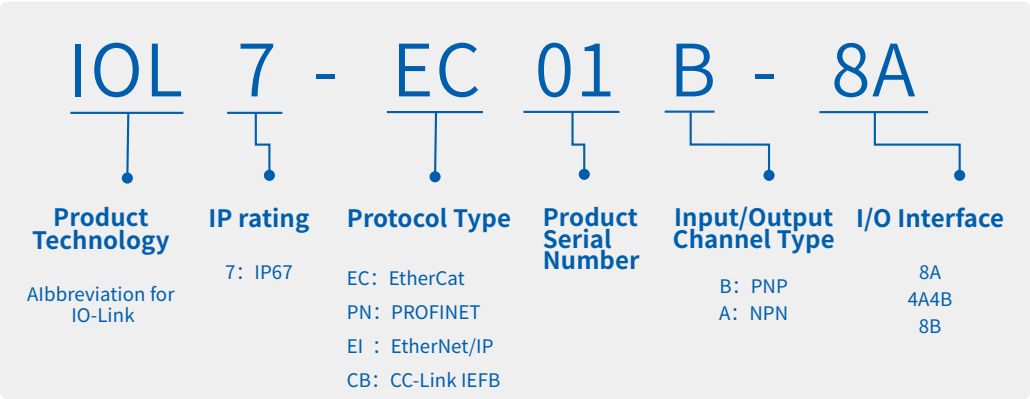 IOL 7 - EC 01 B - 8A
Product
Technology
AIbbreviation for
IO-Link
IP rating
7：IP67
Protocol Type
EC：EtherCat
PN：PROFINET
EI ：EtherNet/IP
CB：CC-Link IEFB
Product
Serial
Number
Input/Output
Channel Type
B：PNP
A：NPN
I/O Interface
8A
4A4B
8B